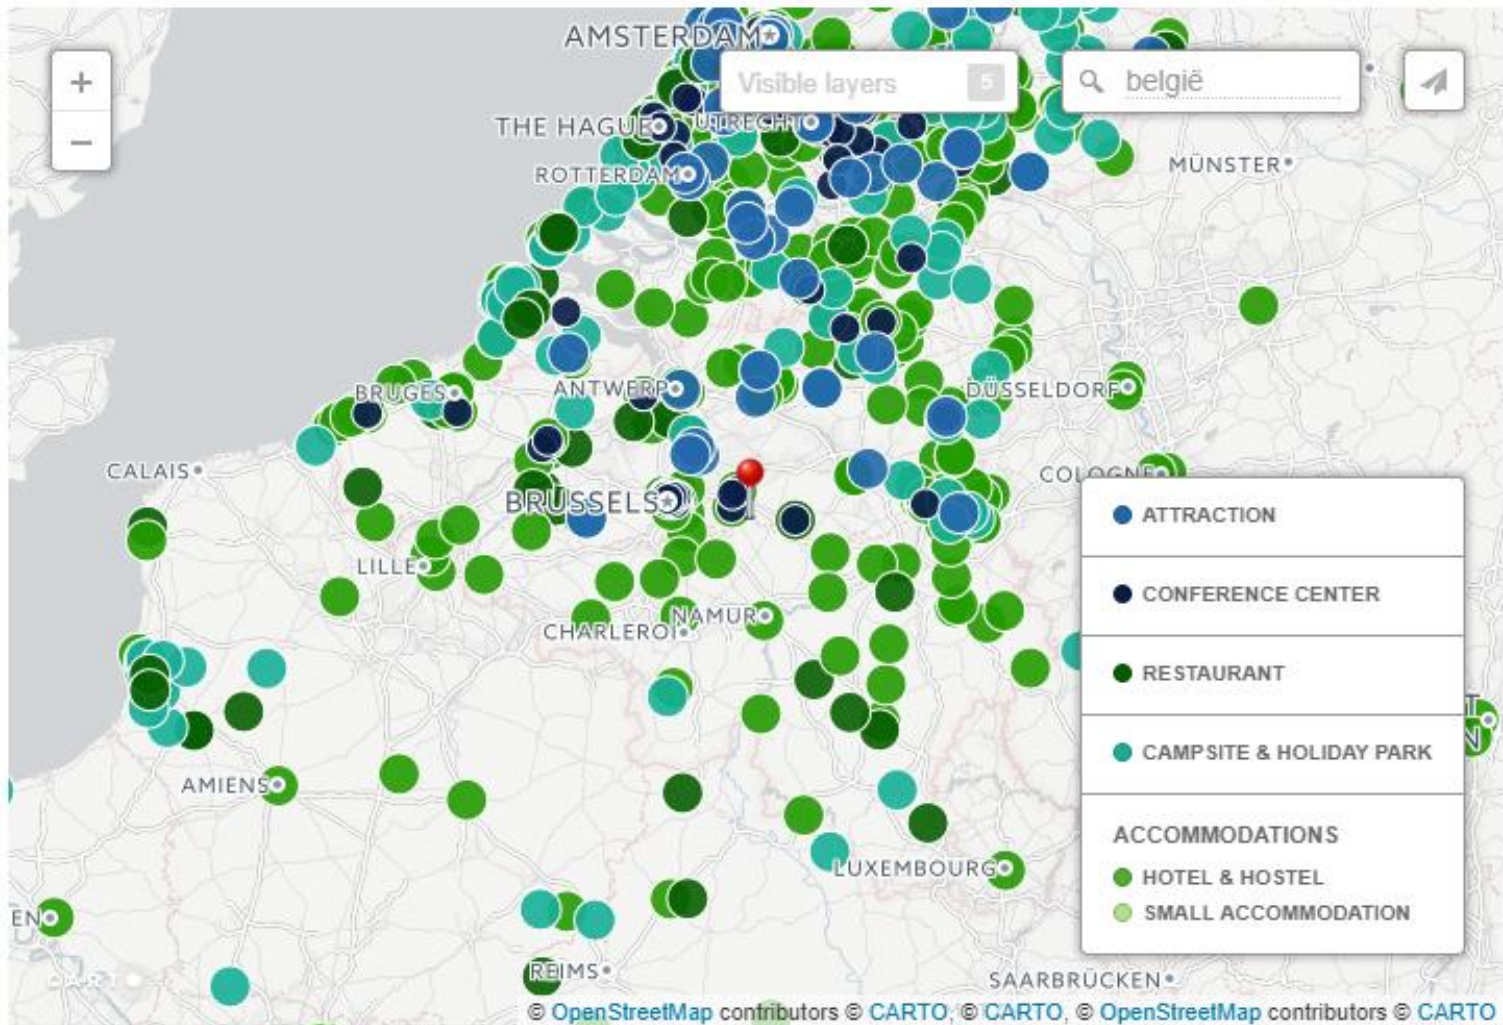 AMSTERDAM
+
Visible layers 5
belgië
THE HAGUE
UTRECHT
−
ROTTERDAM
MÜNSTER
BRUGES
ANTWERP
DÜSSELDORF
CALAIS
COLOGNE
BRUSSELS
ATTRACTION
LILLE
CONFERENCE CENTER
NAMUR
CHARLEROI
RESTAURANT
CAMPSITE & HOLIDAY PARK
AMIENS
ACCOMMODATIONS
LUXEMBOURG
HOTEL & HOSTEL
SMALL ACCOMMODATION
EN
CARTO
REIMS
SAARBRÜCKEN
© OpenStreetMap contributors © CARTO, © CARTO, © OpenStreetMap contributors © CARTO